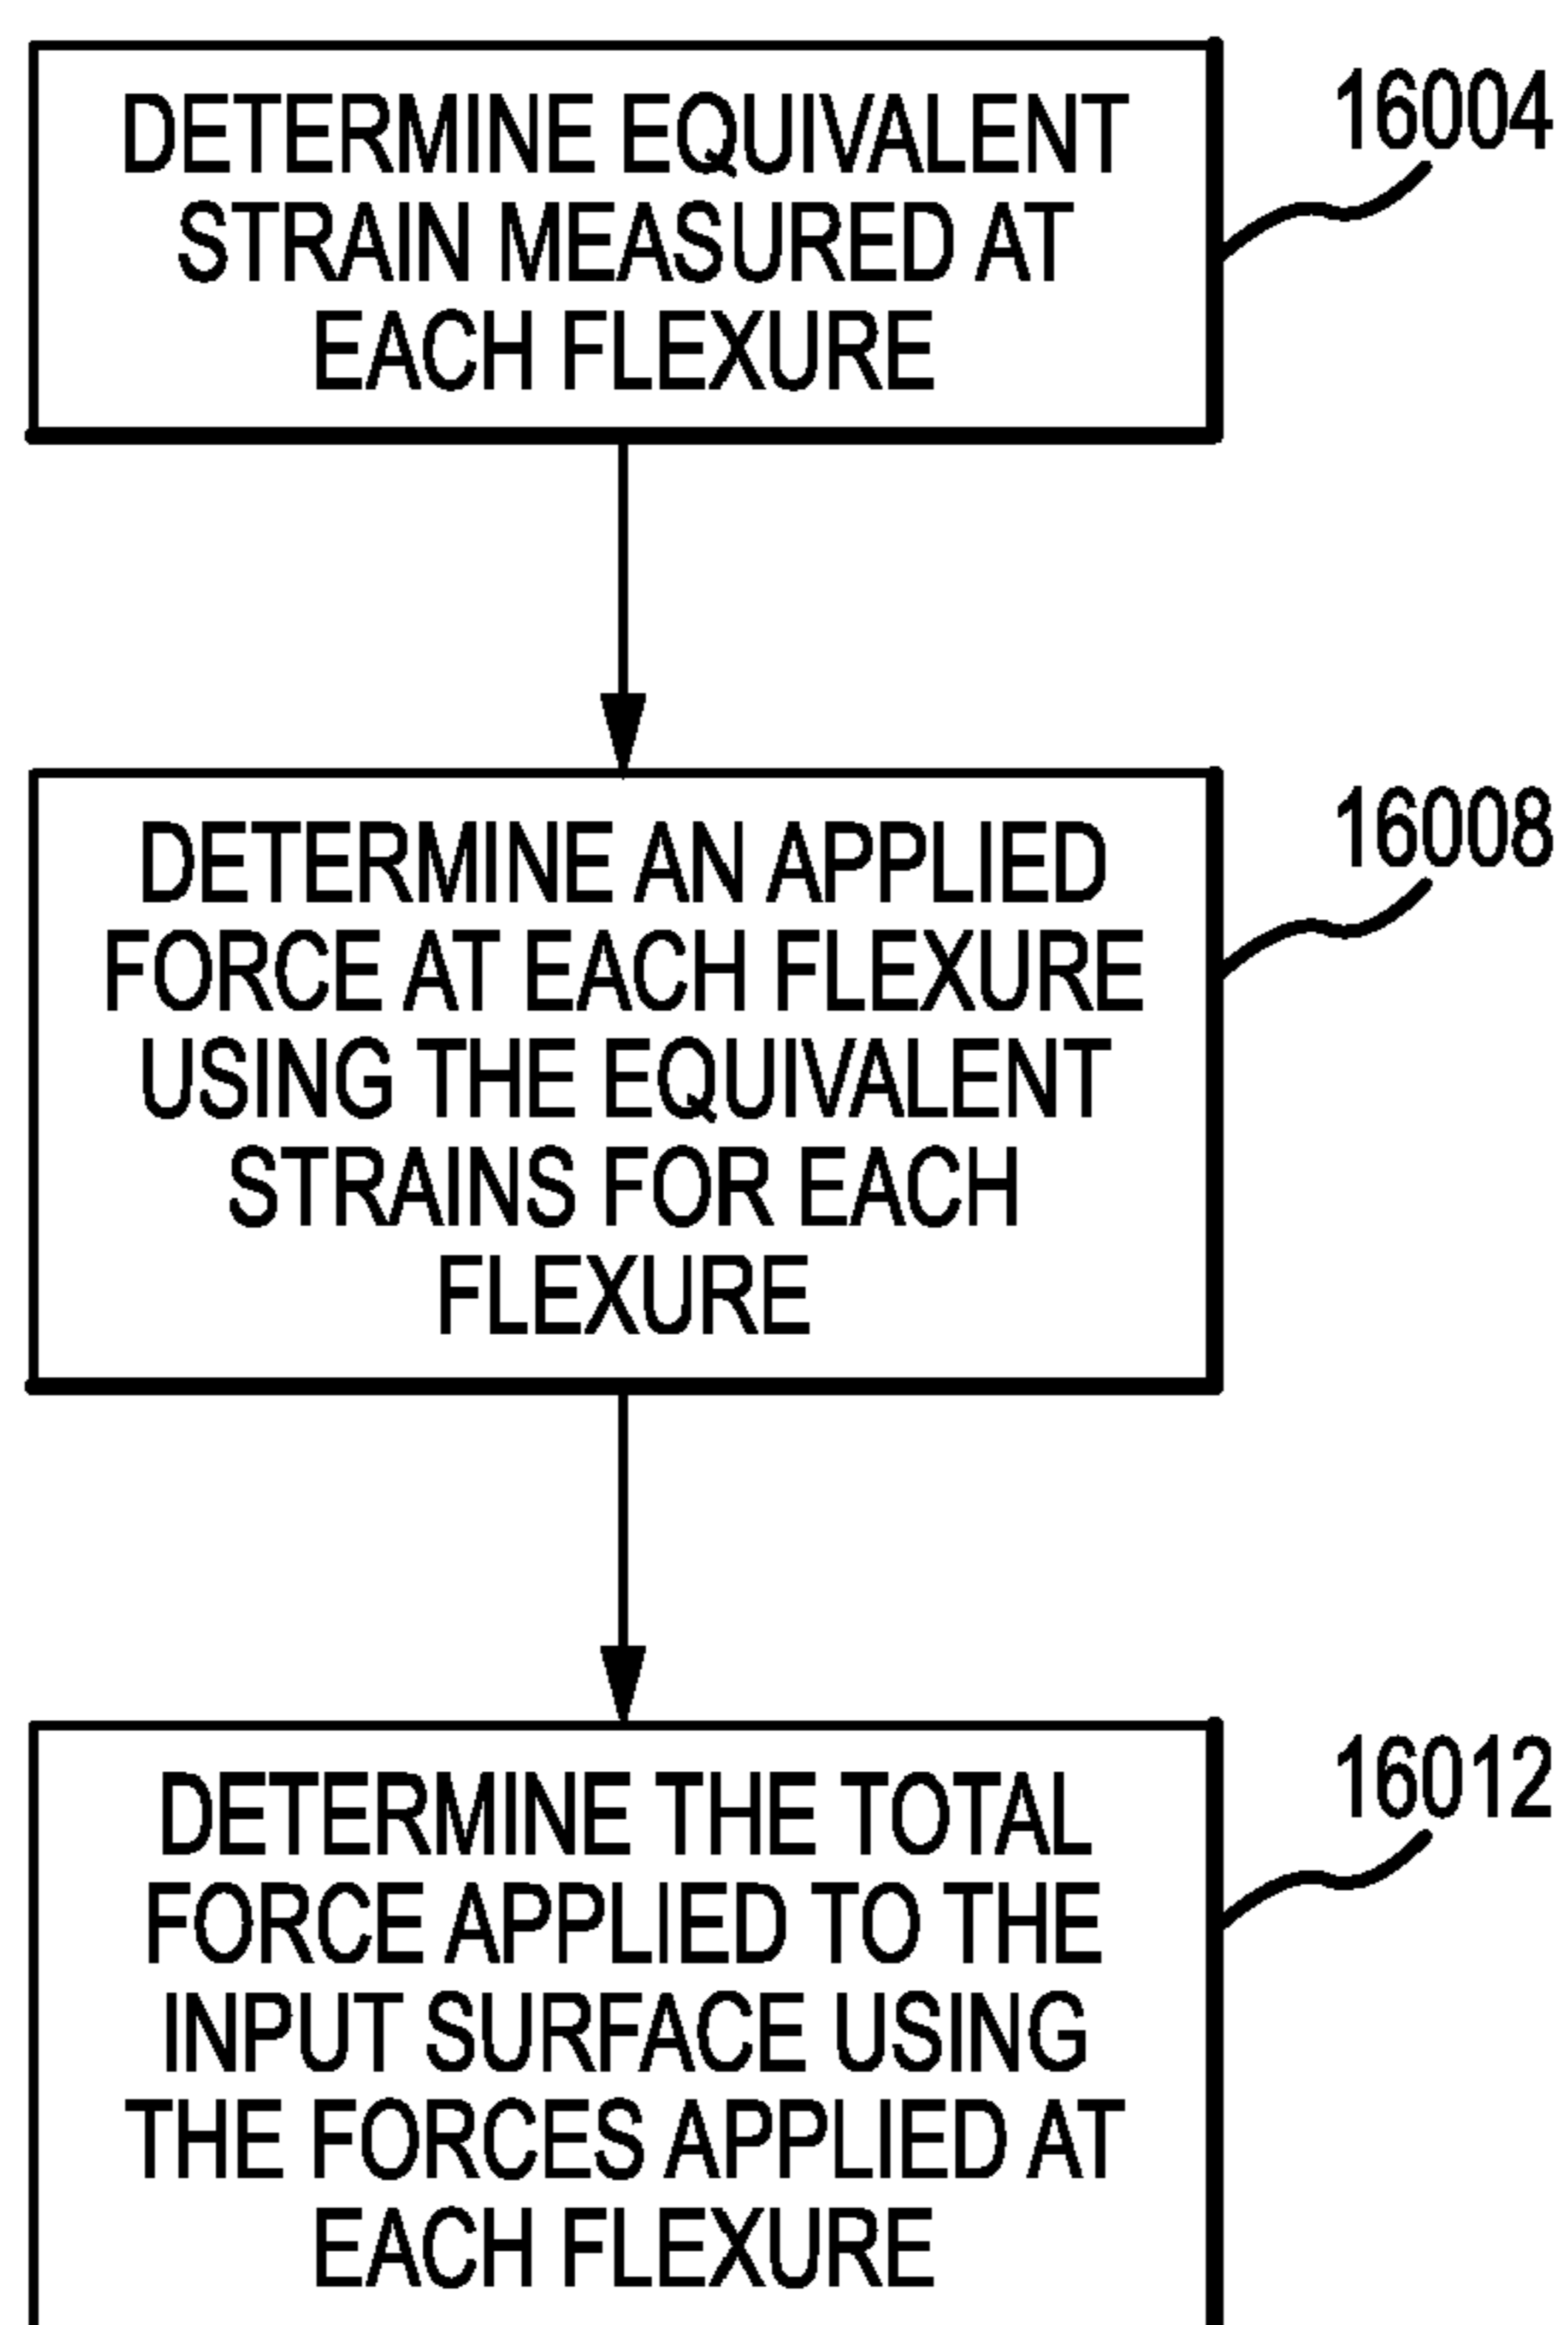 DETERMINE EQUIVALENT
STRAIN MEASURED AT
EACH FLEXURE
16004
DETERMINE AN APPLIED
FORCE AT EACH FLEXURE
USING THE EQUIVALENT
STRAINS FOR EACH
FLEXURE
16008
DETERMINE THE TOTAL
FORCE APPLIED TO THE
INPUT SURFACE USING
THE FORCES APPLIED AT
EACH FLEXURE
16012